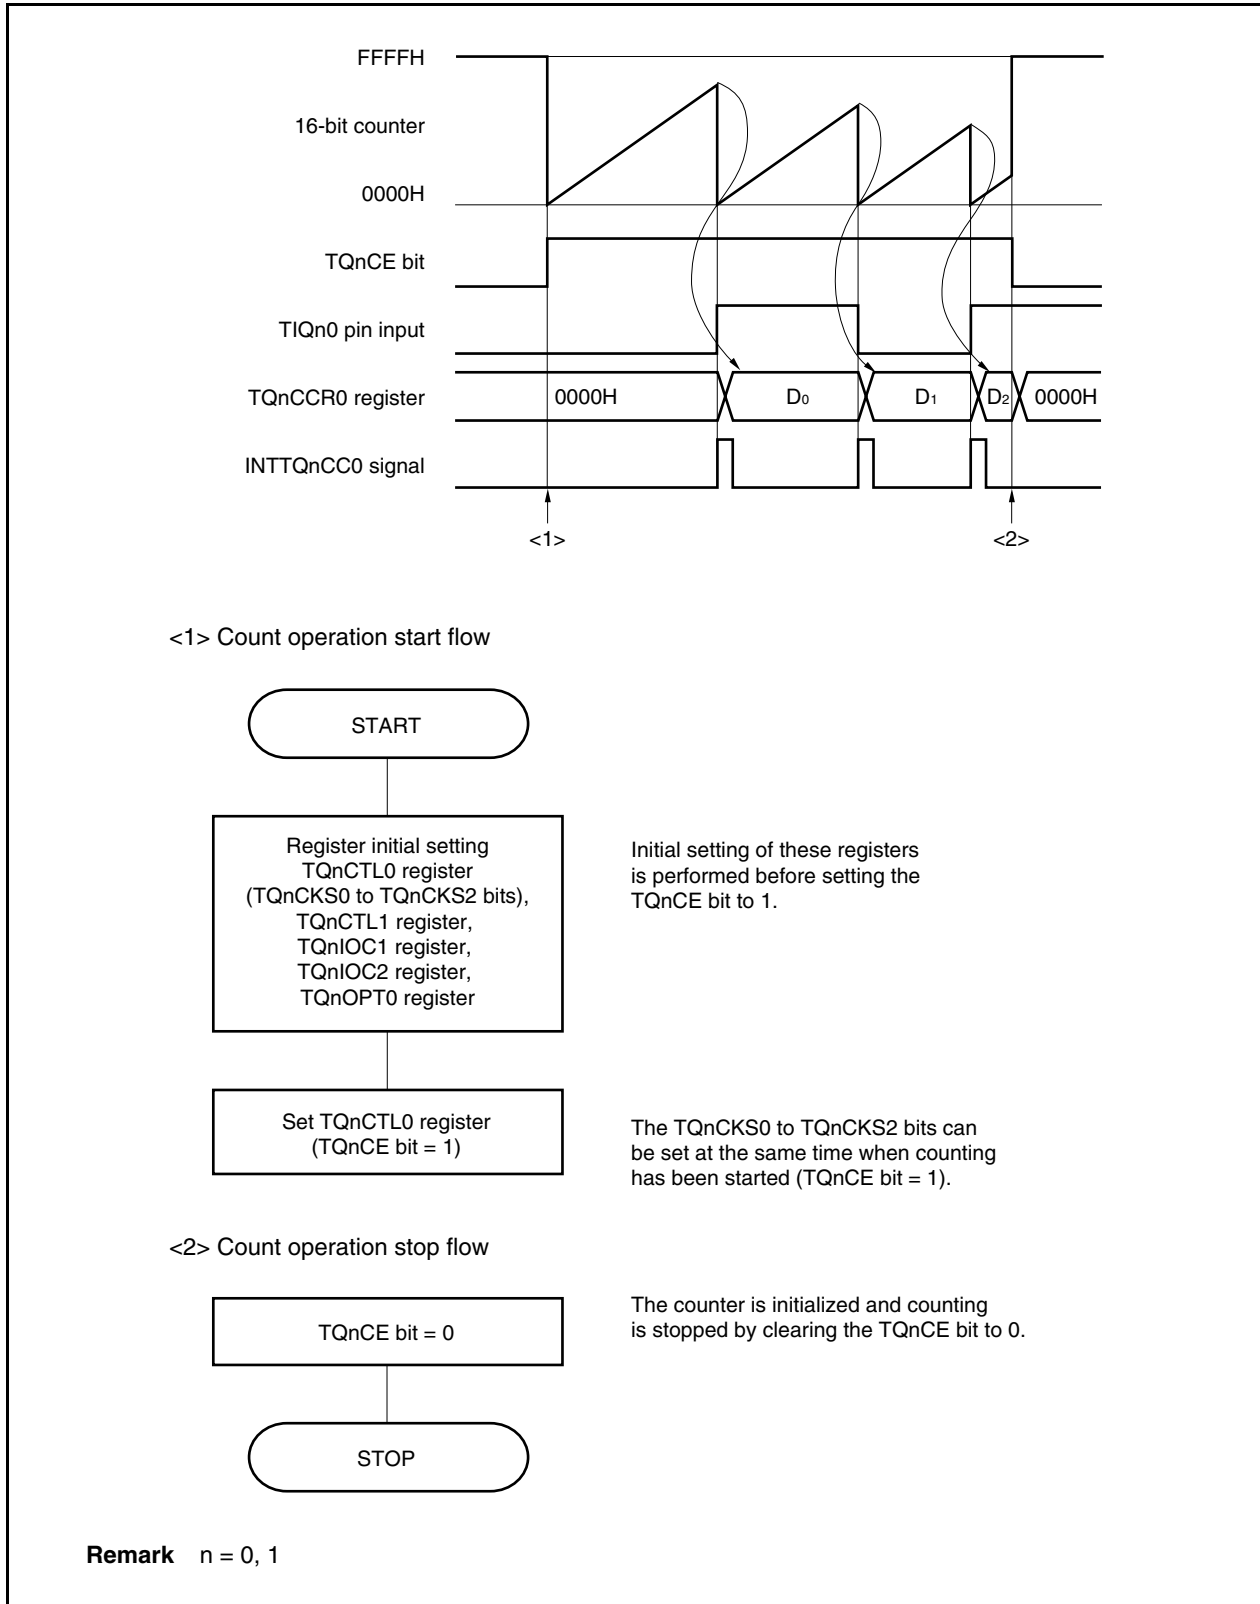 FFFFH
16-bit counter
0000H
TQnCE bit
TIQn0 pin input
TQnCCR0 register
0000H D0 D1 D2 0000H
INTTQnCC0 signal
<1> <2>
<1> Count operation start flow
START
Register initial setting
TQnCTL0 register
(TQnCKS0 to TQnCKS2 bits),
TQnCTL1 register,
TQnIOC1 register,
TQnIOC2 register,
TQnOPT0 register
Initial setting of these registers
is performed before setting the
TQnCE bit to 1.
Set TQnCTL0 register
(TQnCE bit = 1)
The TQnCKS0 to TQnCKS2 bits can
be set at the same time when counting
has been started (TQnCE bit = 1).
<2> Count operation stop flow
TQnCE bit = 0
The counter is initialized and counting
is stopped by clearing the TQnCE bit to 0.
STOP
Remark n = 0, 1